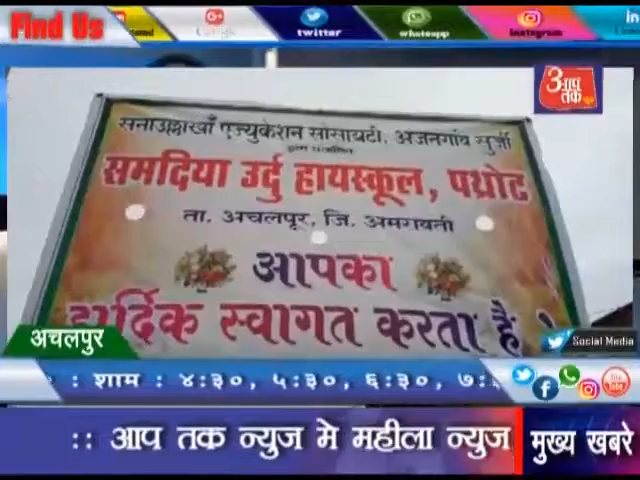 Find Us
twitter
whatsapp
instagram
आप
तक
सनाउल्लाखाँ एज्युकेशन सोसायटी, अंजनगांव सुर्जी
समदिया उर्दु हायस्कूल, पथ्रोट
ता. अचलपूर, जि. अमरावती
आपका
हार्दिक स्वागत करता है
अचलपुर
Social Media
: शाम : ४:३०, ५:३०, ६:३०, ७:
:: आप तक न्युज मे महीला न्युज
मुख्य खबरे